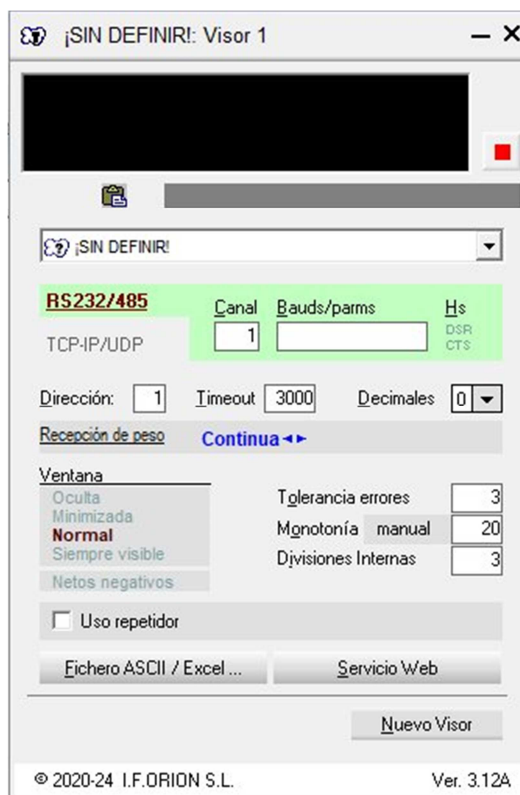 ¡SIN DEFINIR!: Visor 1
¡SIN DEFINIR!
RS232/485 Canal Bauds/parms Hs
1 DSR
TCP-IP/UDP CTS
Dirección: 1 Timeout 3000 Decimales 0
Recepción de peso Continua
Ventana
Oculta
Minimizada
Normal
Siempre visible
Netos negativos
Tolerancia errores 3
Monotonía manual 20
Divisiones Internas 3
Uso repetidor
Fichero ASCII / Excel ... Servicio Web
Nuevo Visor
© 2020-24 I.F.ORION S.L. Ver. 3.12A